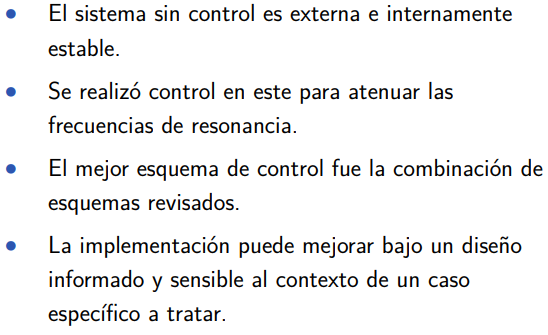 • El sistema sin control es externa e internamente
estable.
• Se realizó control en este para atenuar las
frecuencias de resonancia.
• El mejor esquema de control fue la combinación de
esquemas revisados.
• La implementación puede mejorar bajo un diseño
informado y sensible al contexto de un caso
específico a tratar.